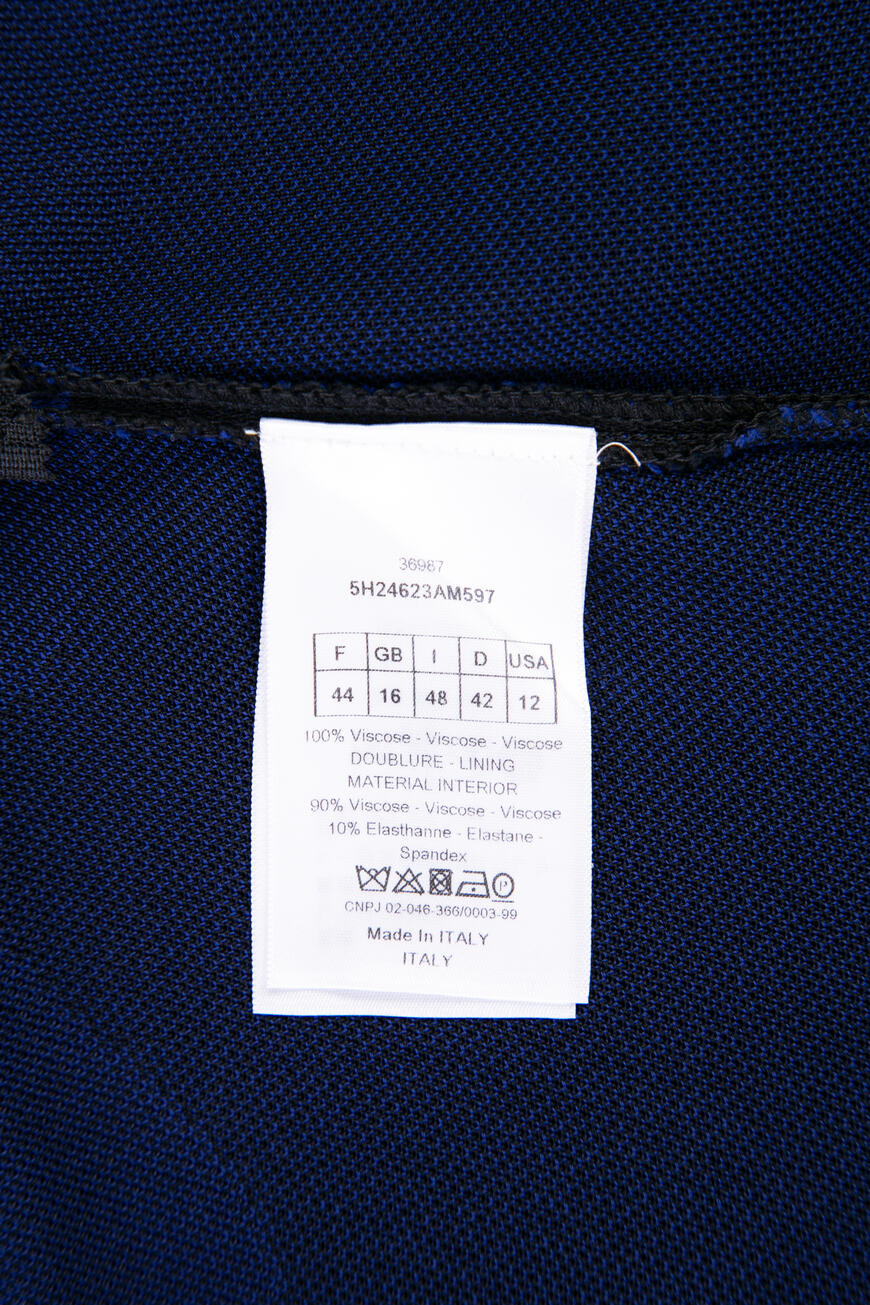 36987
5H24623AM597
F GB I D USA
44 16 48 42 12
100% Viscose - Viscose - Viscose
DOUBLURE - LINING
MATERIAL INTERIOR
90% Viscose - Viscose - Viscose
10% Elasthanne - Elastane -
Spandex
P
CNPJ 02-046-366/0003-99
Made In ITALY
ITALY